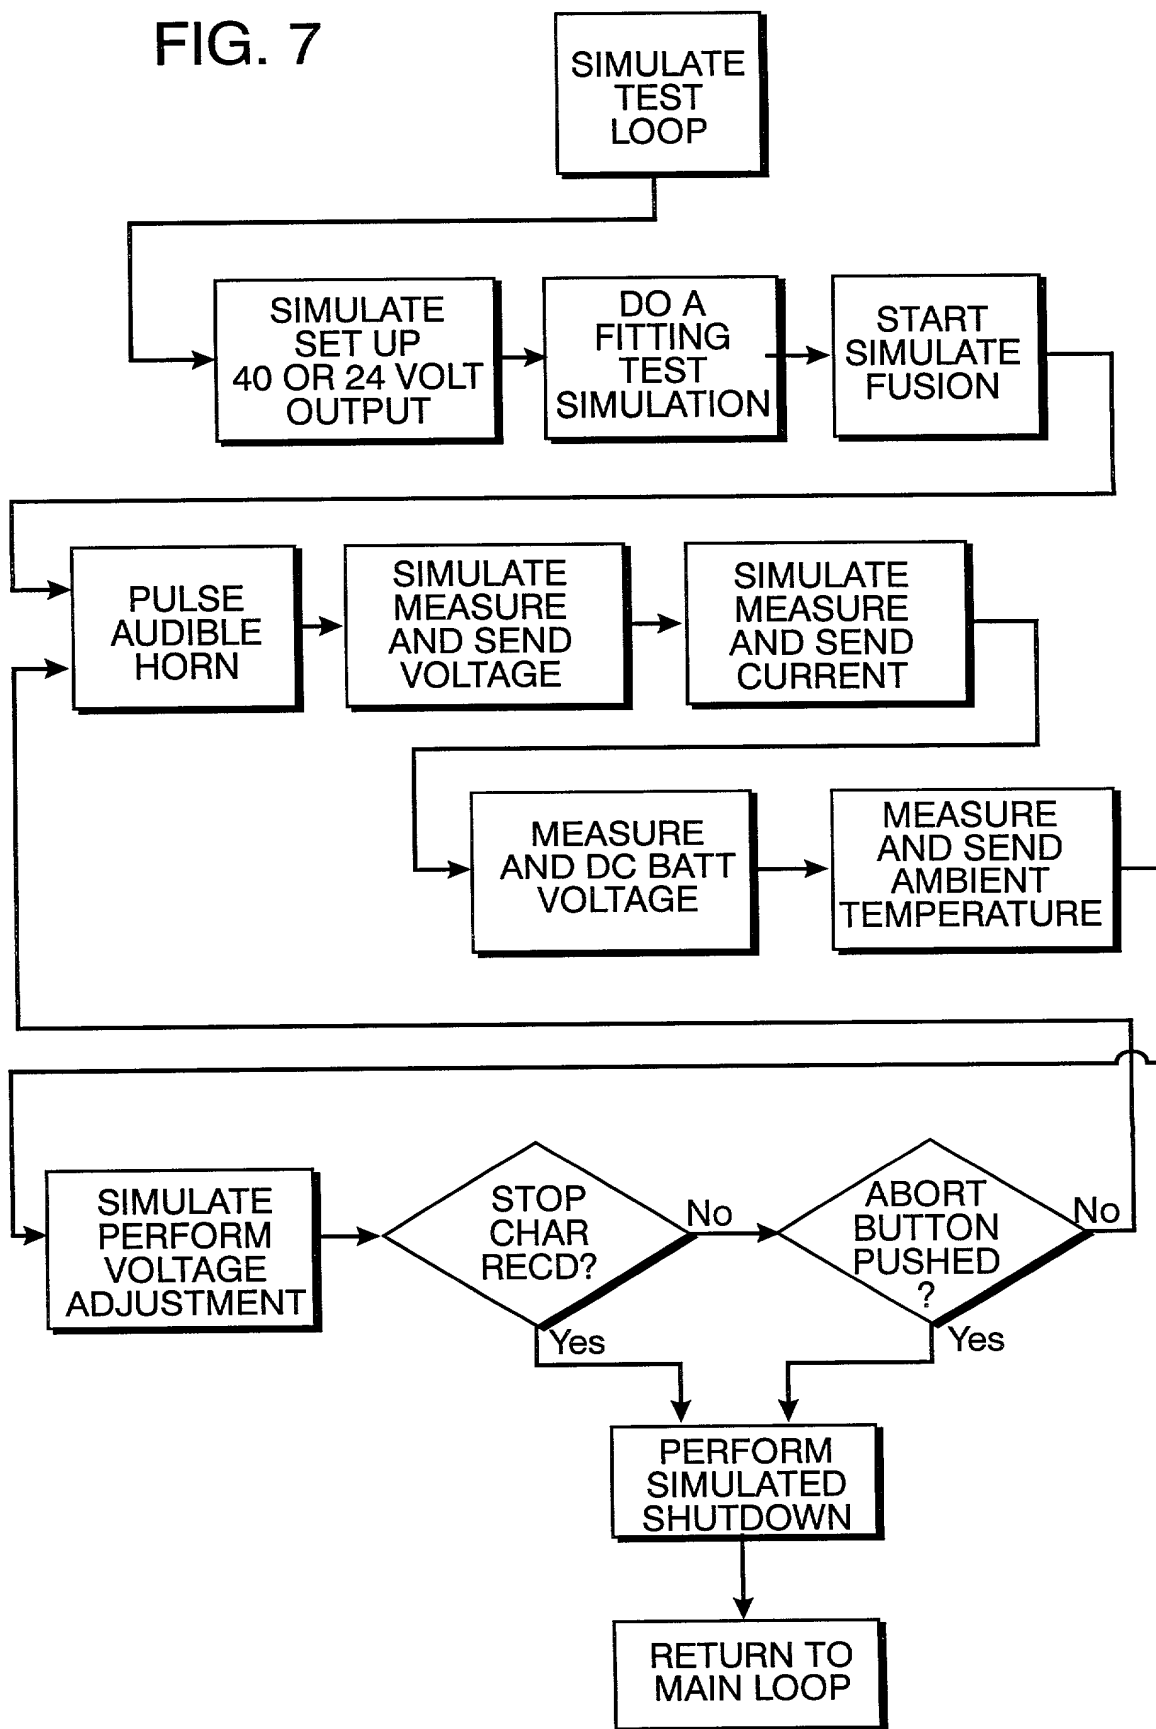 FIG. 7
SIMULATE
TEST
LOOP
SIMULATE
SET UP
40 OR 24 VOLT
OUTPUT
DO A
FITTING
TEST
SIMULATION
START
SIMULATE
FUSION
PULSE
AUDIBLE
HORN
SIMULATE
MEASURE
AND SEND
VOLTAGE
SIMULATE
MEASURE
AND SEND
CURRENT
MEASURE
AND DC BATT
VOLTAGE
MEASURE
AND SEND
AMBIENT
TEMPERATURE
SIMULATE
PERFORM
VOLTAGE
ADJUSTMENT
STOP
CHAR
RECD?
No
Yes
ABORT
BUTTON
PUSHED
?
No
Yes
PERFORM
SIMULATED
SHUTDOWN
RETURN TO
MAIN LOOP